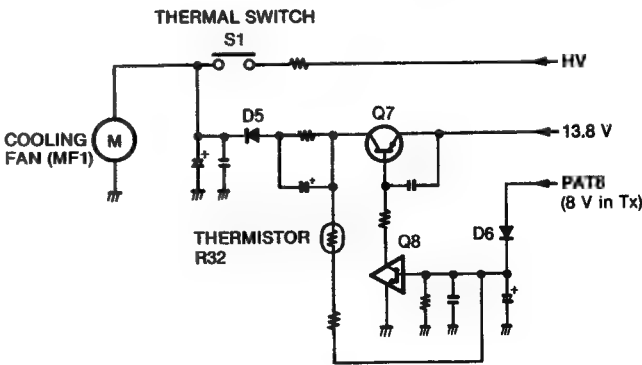 THERMAL SWITCH
S1
HV
D5
Q7
13.8 V
COOLING
FAN (MF1)
M
PAT8
(8 V in Tx)
D6
THERMISTOR
R32
Q8
+
+
+